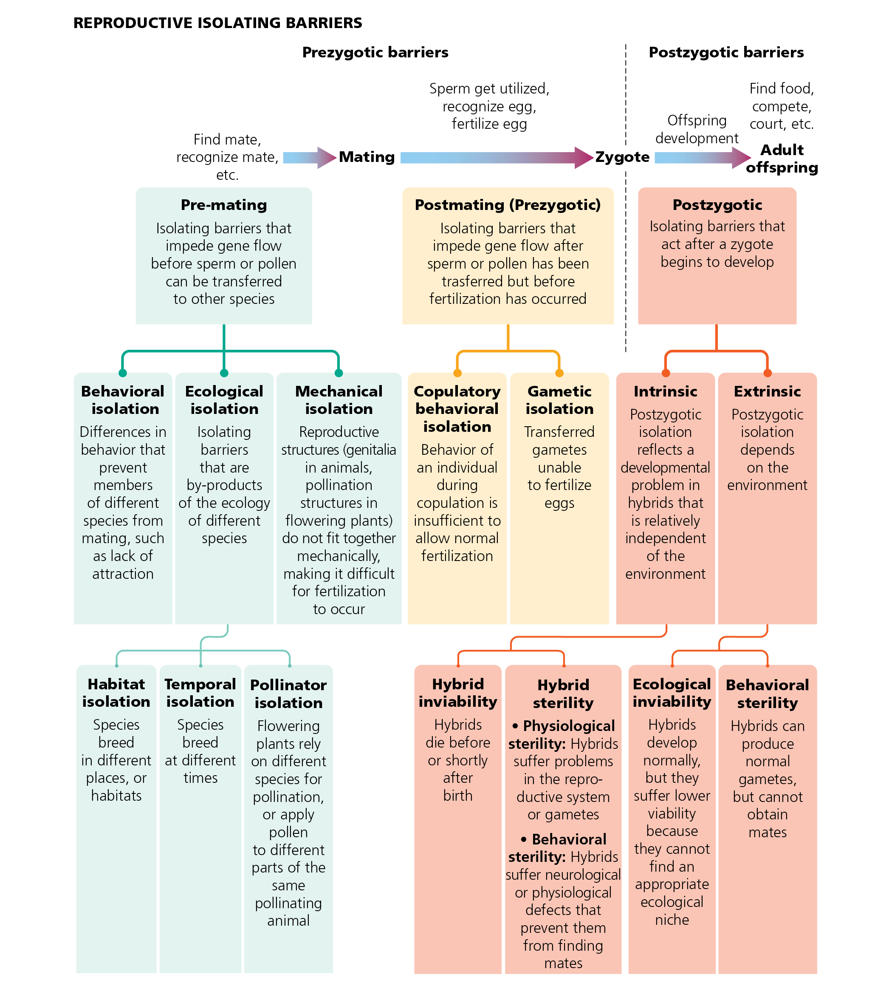 REPRODUCTIVE ISOLATING BARRIERS
Prezygotic barriers
Postzygotic barriers
Find mate,
recognize mate,
etc.
Mating
Sperm get utilized,
recognize egg,
fertilize egg
Zygote
Offspring
development
Find food,
compete,
court, etc.
Adult
offspring
Pre-mating
Isolating barriers that
impede gene flow
before sperm or pollen
can be transferred
to other species
Postmating (Prezygotic)
Isolating barriers that
impede gene flow after
sperm or pollen has been
trasferred but before
fertilization has occurred
Postzygotic
Isolating barriers that
act after a zygote
begins to develop
Behavioral
isolation
Differences in
behavior that
prevent
members
of different
species from
mating, such
as lack of
attraction
Ecological
isolation
Isolating
barriers
that are
by-products
of the ecology
of different
species
Mechanical
isolation
Reproductive
structures (genitalia
in animals,
pollination
structures in
flowering plants)
do not fit together
mechanically,
making it difficult
for fertilization
to occur
Copulatory
behavioral
isolation
Behavior of
an individual
during
copulation is
insufficient to
allow normal
fertilization
Gametic
isolation
Transferred
gametes
unable
to fertilize
eggs
Intrinsic
Postzygotic
isolation
reflects a
developmental
problem in
hybrids that
is relatively
independent
of the
environment
Extrinsic
Postzygotic
isolation
depends
on the
environment
Habitat
isolation
Species
breed
in different
places, or
habitats
Temporal
isolation
Species
breed
at different
times
Pollinator
isolation
Flowering
plants rely
on different
species for
pollination,
or apply
pollen
to different
parts of the
same
pollinating
animal
Hybrid
inviability
Hybrids
die before
or shortly
after
birth
Hybrid
sterility
• Physiological
sterility: Hybrids
suffer problems
in the repro-
ductive system
or gametes
• Behavioral
sterility: Hybrids
suffer neurological
or physiological
defects that
prevent them
from finding
mates
Ecological
inviability
Hybrids
develop
normally,
but they
suffer lower
viability
because
they cannot
find an
appropriate
ecological
niche
Behavioral
sterility
Hybrids can
produce
normal
gametes,
but cannot
obtain
mates